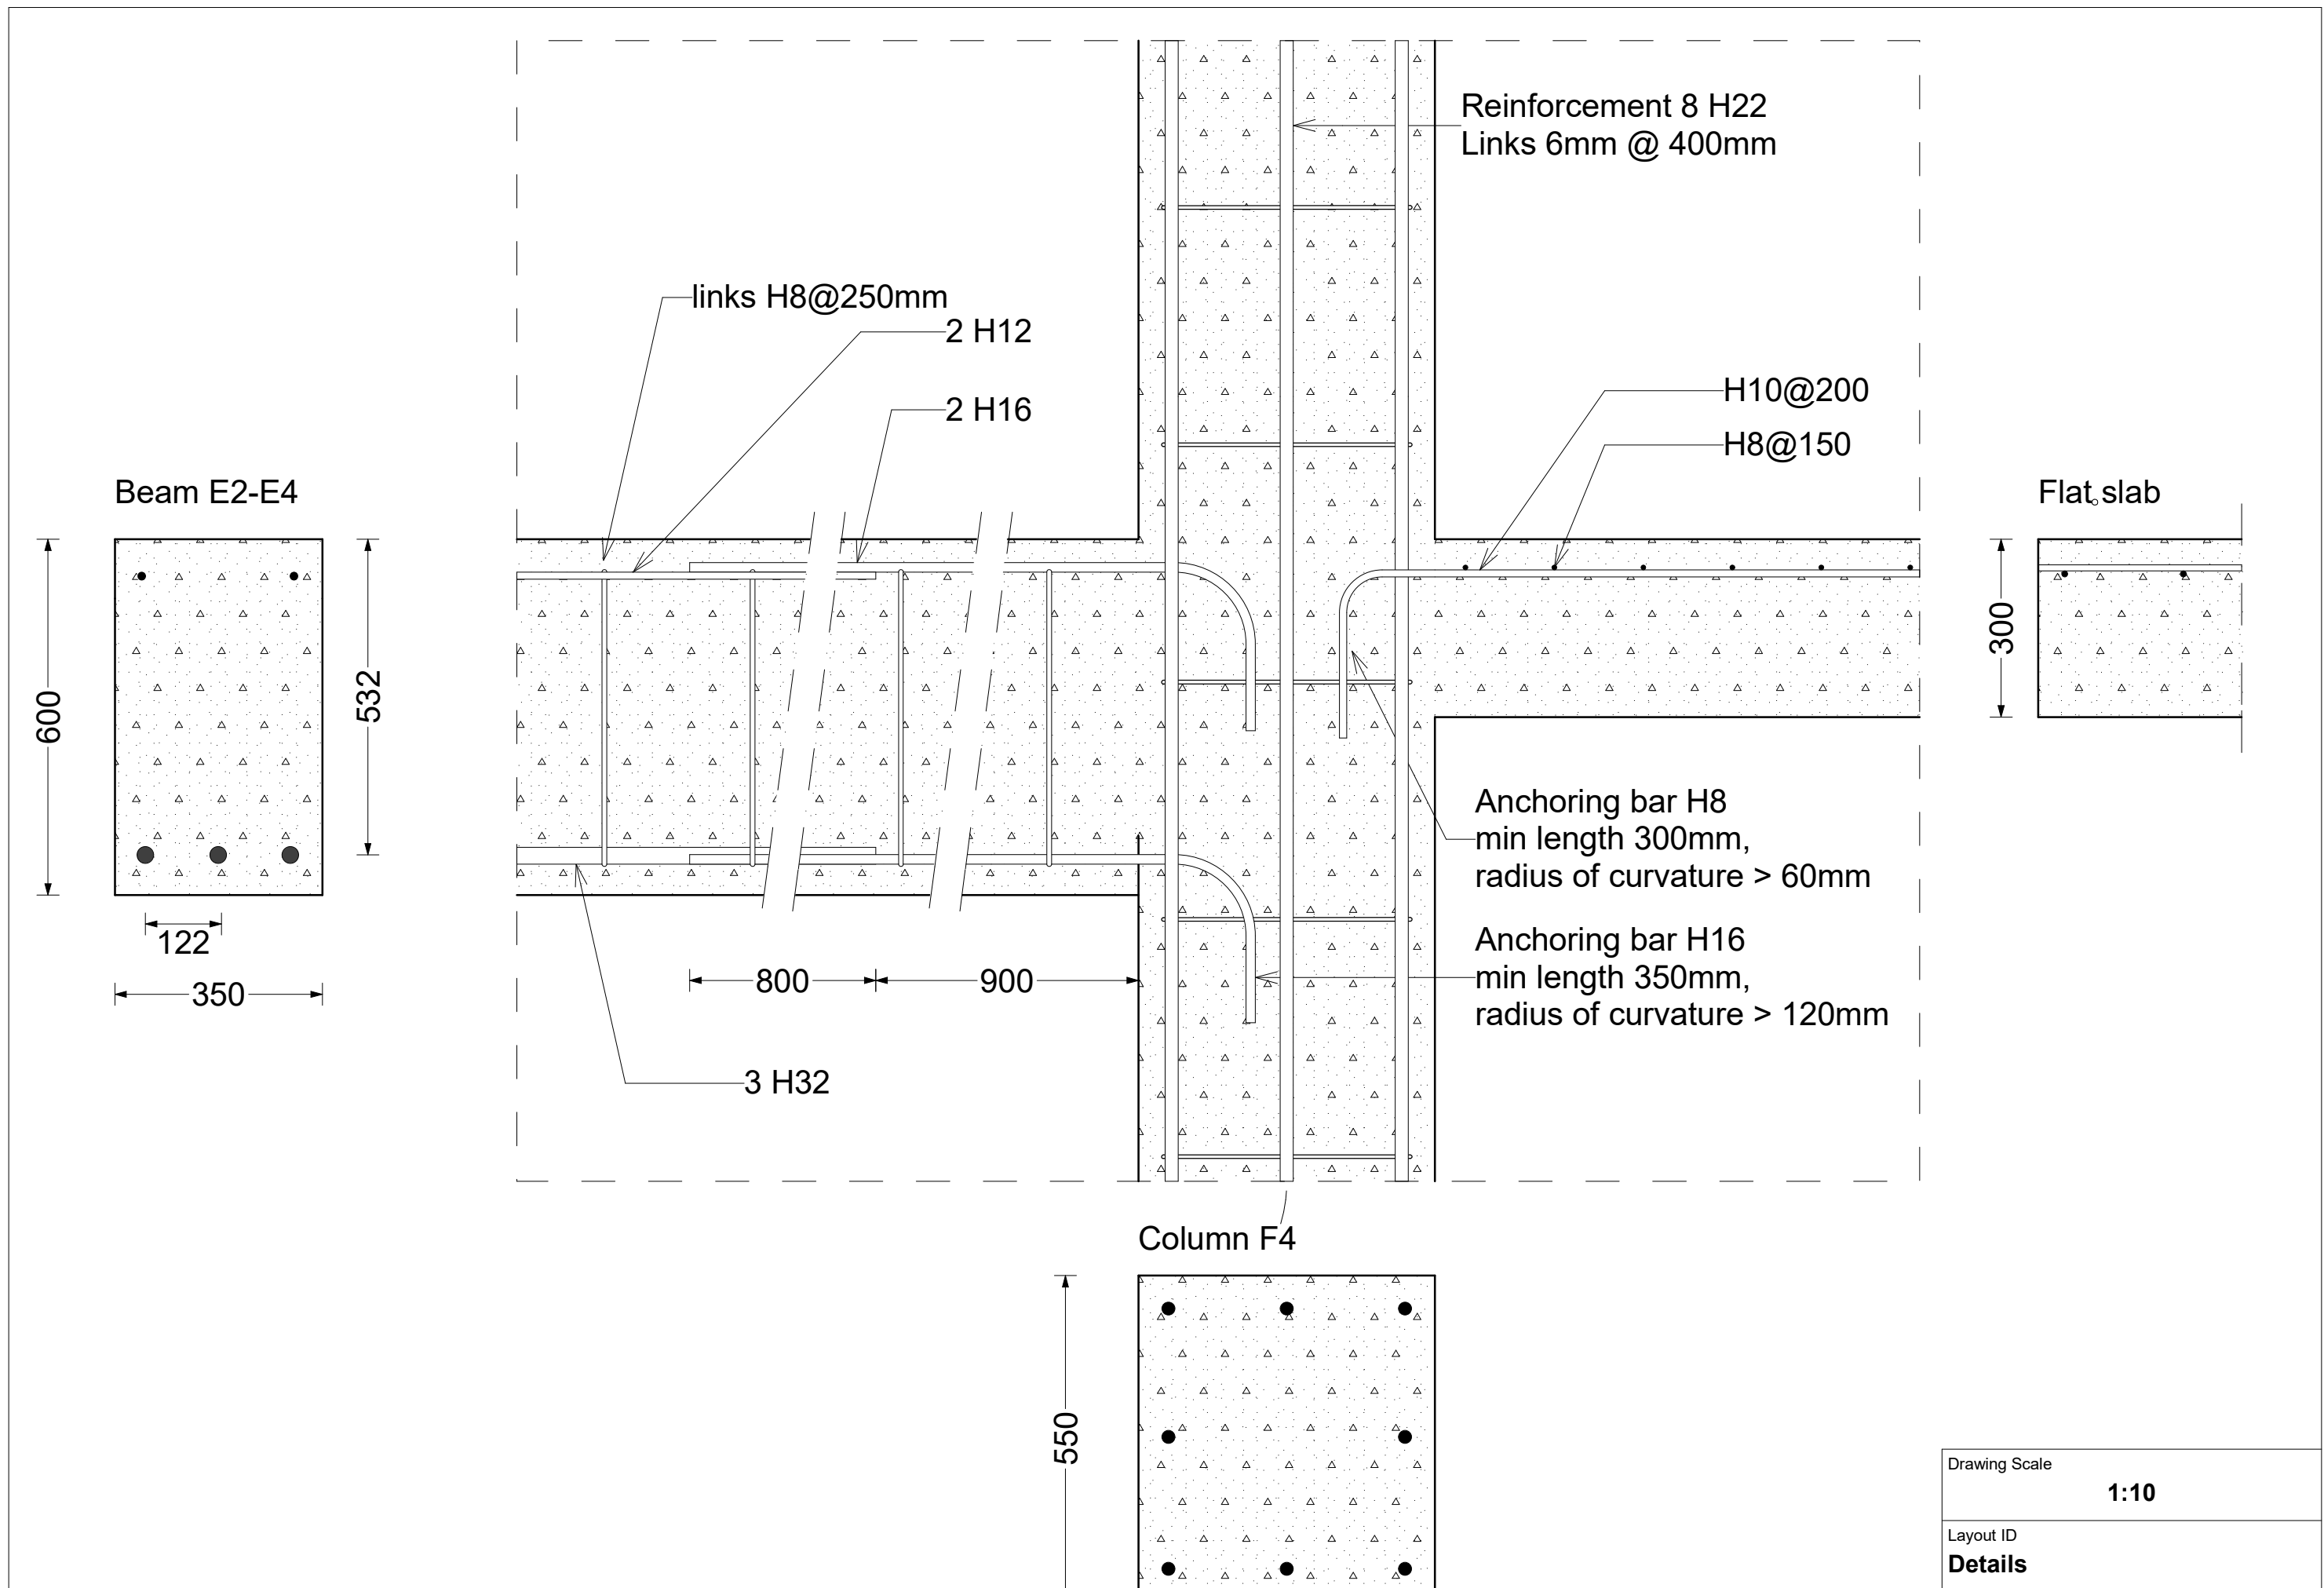 Reinforcement 8 H22
Links 6mm @ 400mm
links H8@250mm
2 H12
2 H16
H10@200
H8@150
Beam E2-E4
Flat slab
600
532
300
122
350
800
900
Anchoring bar H8
min length 300mm,
radius of curvature > 60mm
Anchoring bar H16
min length 350mm,
radius of curvature > 120mm
3 H32
Column F4
550
Drawing Scale
1:10
Layout ID
Details